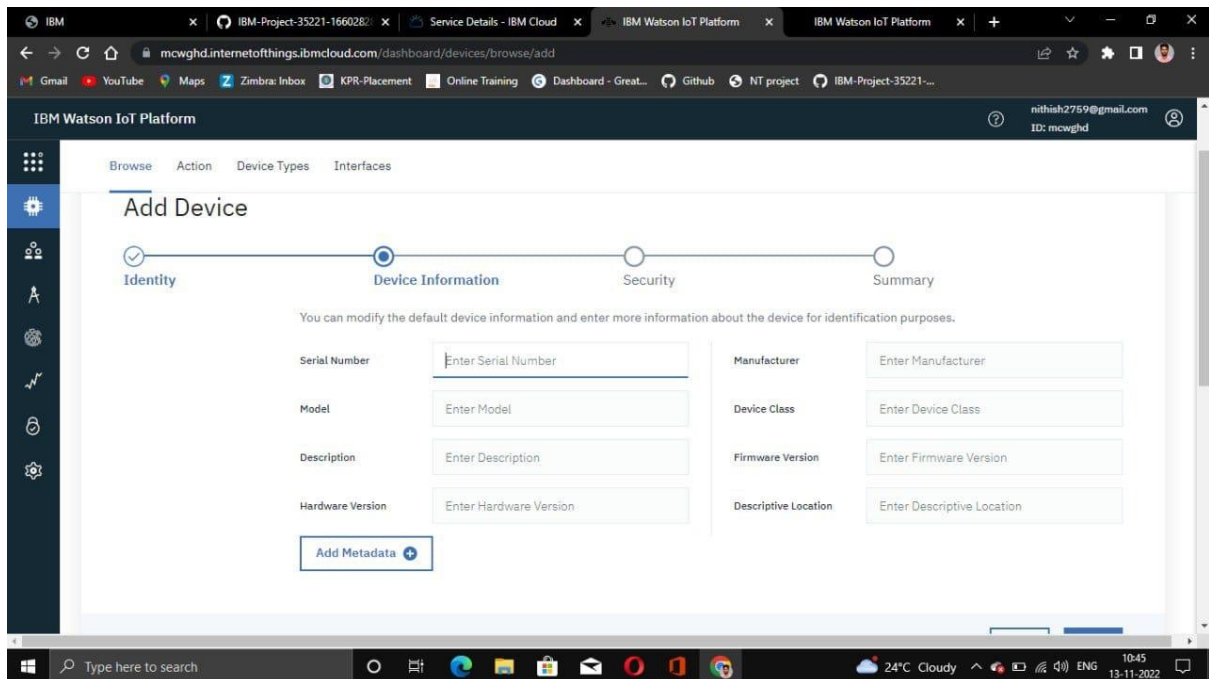 IBM
IBM-Project-35221-1660282
Service Details - IBM Cloud
IBM Watson IoT Platform
IBM Watson IoT Platform
mcwghd.internetofthings.ibmcloud.com/dashboard/devices/browse/add
Gmail YouTube Maps Zimbra: Inbox KPR-Placement Online Training Dashboard - Great... Github NT project IBM-Project-35221-...
IBM Watson IoT Platform
nithish2759@gmail.com
ID: mcwghd
Browse Action Device Types Interfaces
Add Device
Identity Device Information Security Summary
You can modify the default device information and enter more information about the device for identification purposes.
Serial Number Enter Serial Number Manufacturer Enter Manufacturer
Model Enter Model Device Class Enter Device Class
Description Enter Description Firmware Version Enter Firmware Version
Hardware Version Enter Hardware Version Descriptive Location Enter Descriptive Location
Add Metadata
Type here to search
24°C Cloudy
ENG
10:45
13-11-2022